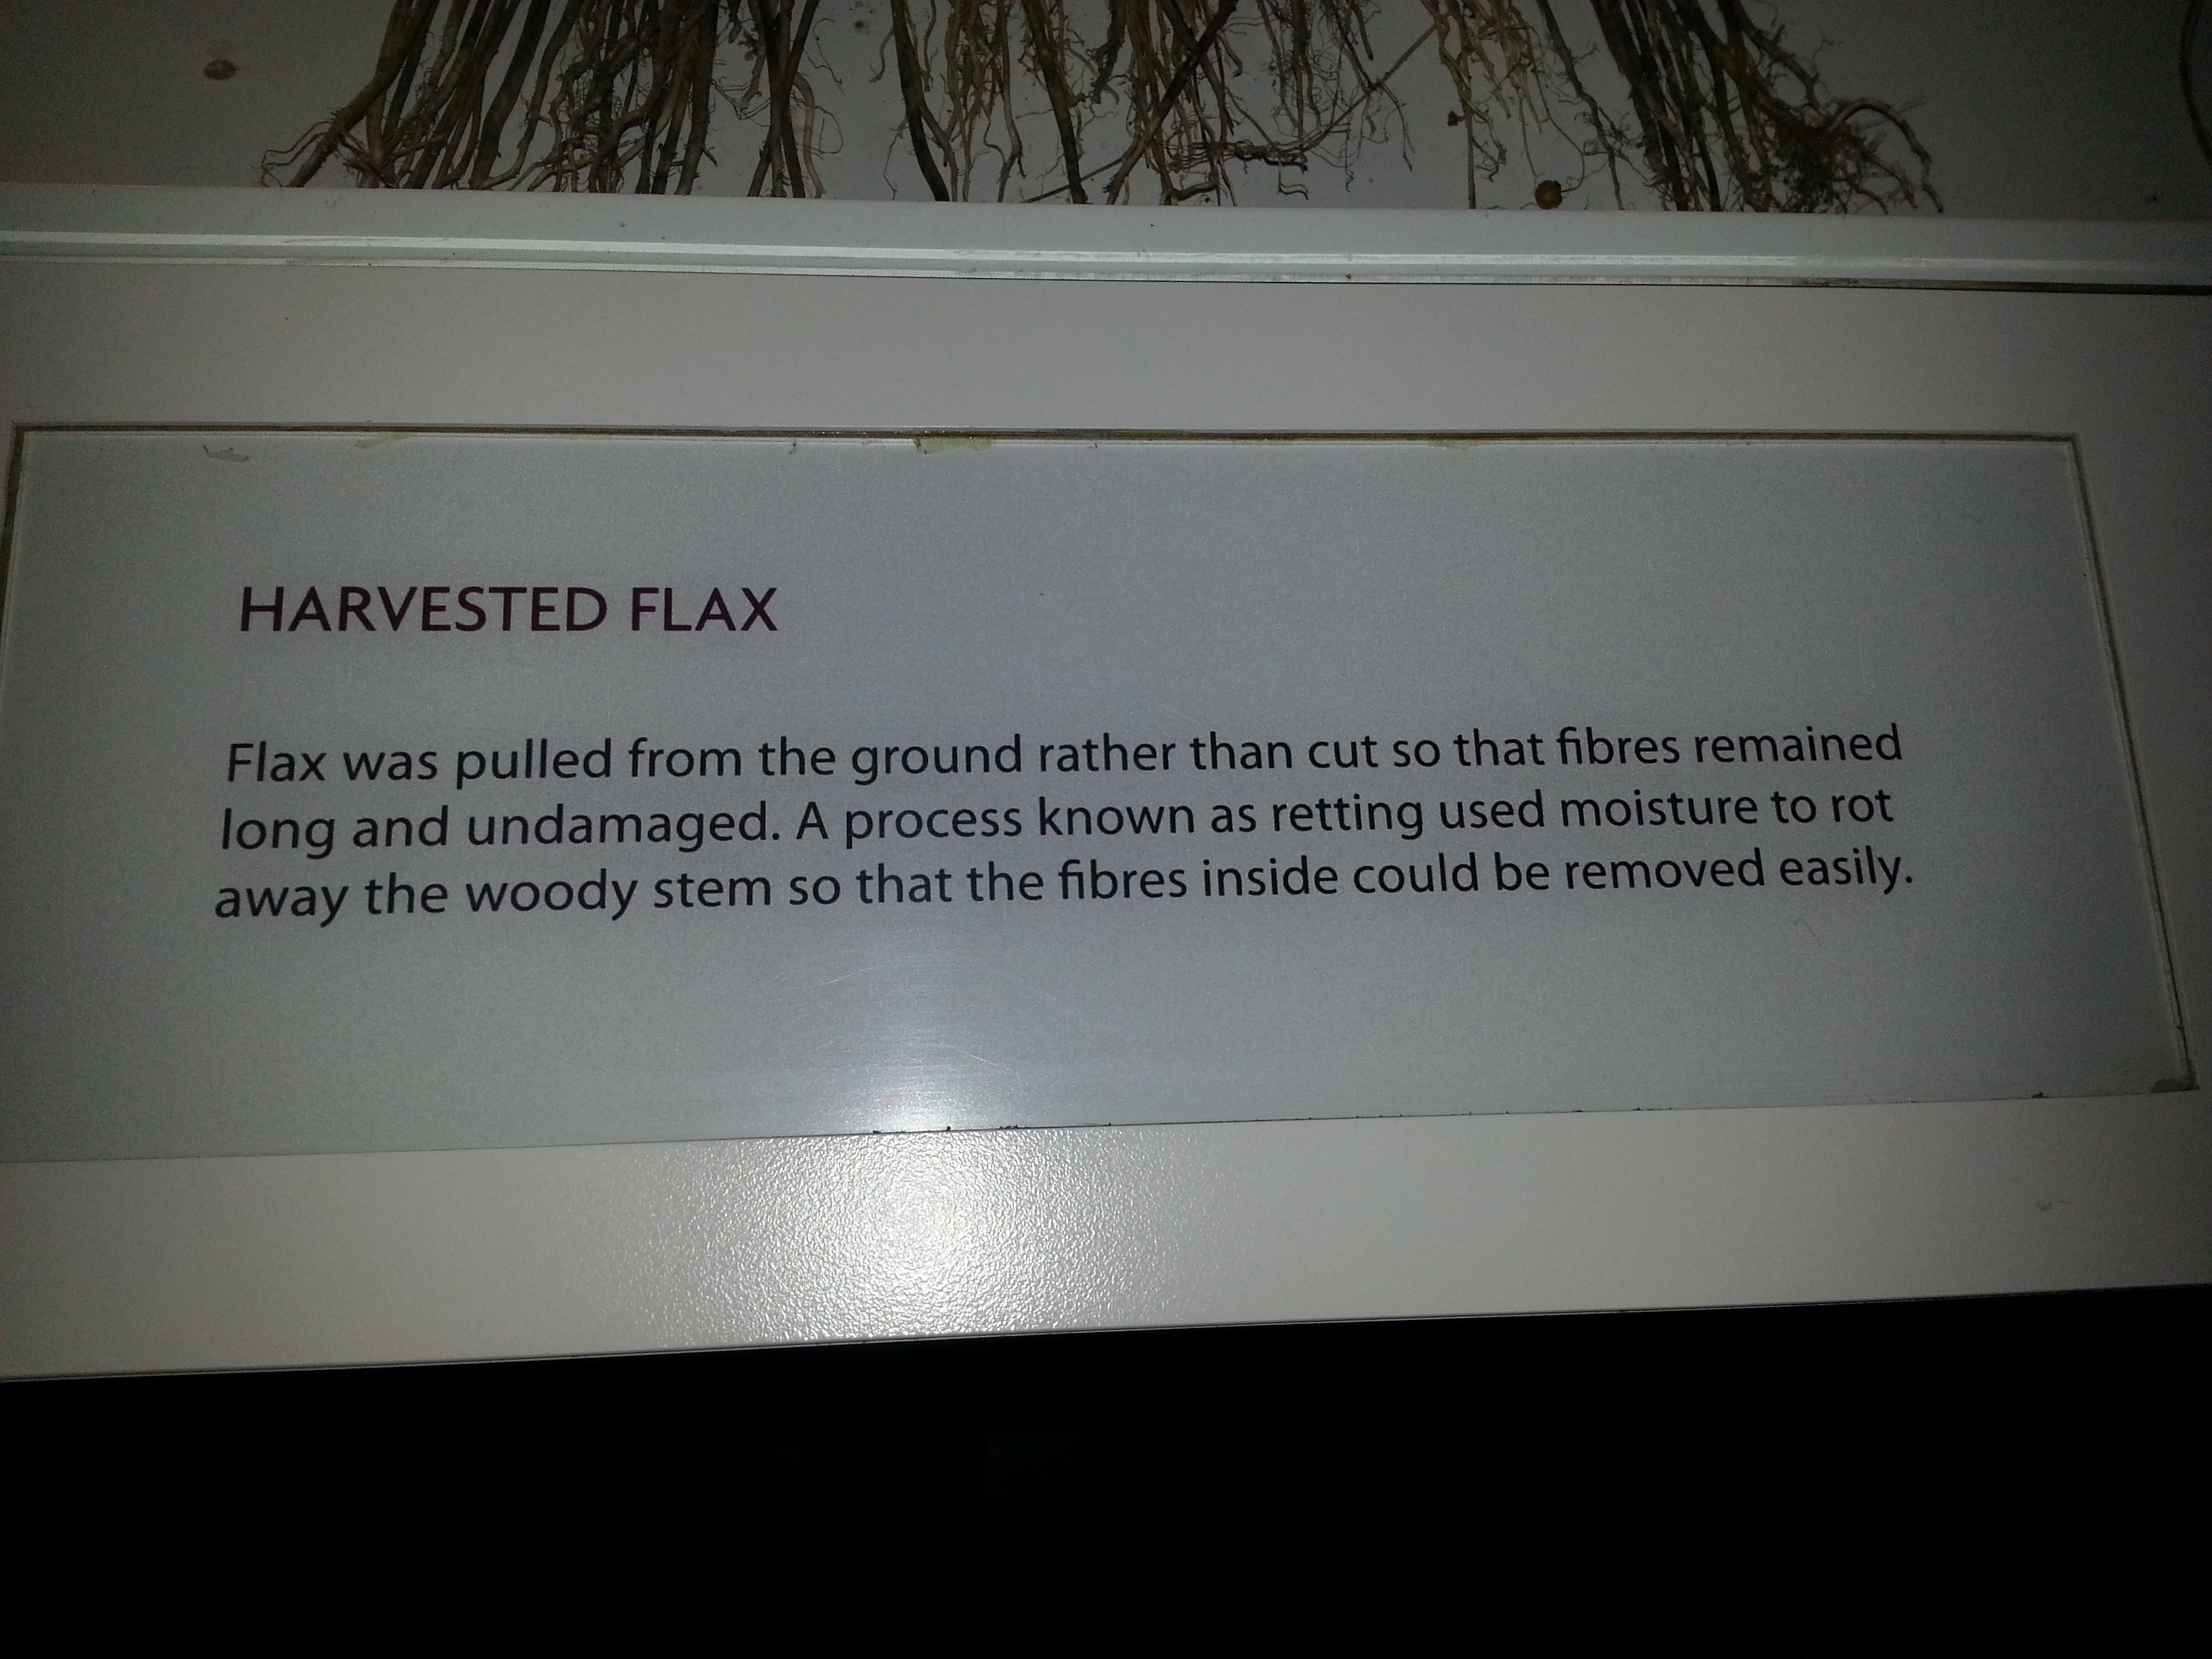 HARVESTED FLAX
Flax was pulled from the ground rather than cut so that fibres remained
long and undamaged. A process known as retting used moisture to rot
away the woody stem so that the fibres inside could be removed easily.